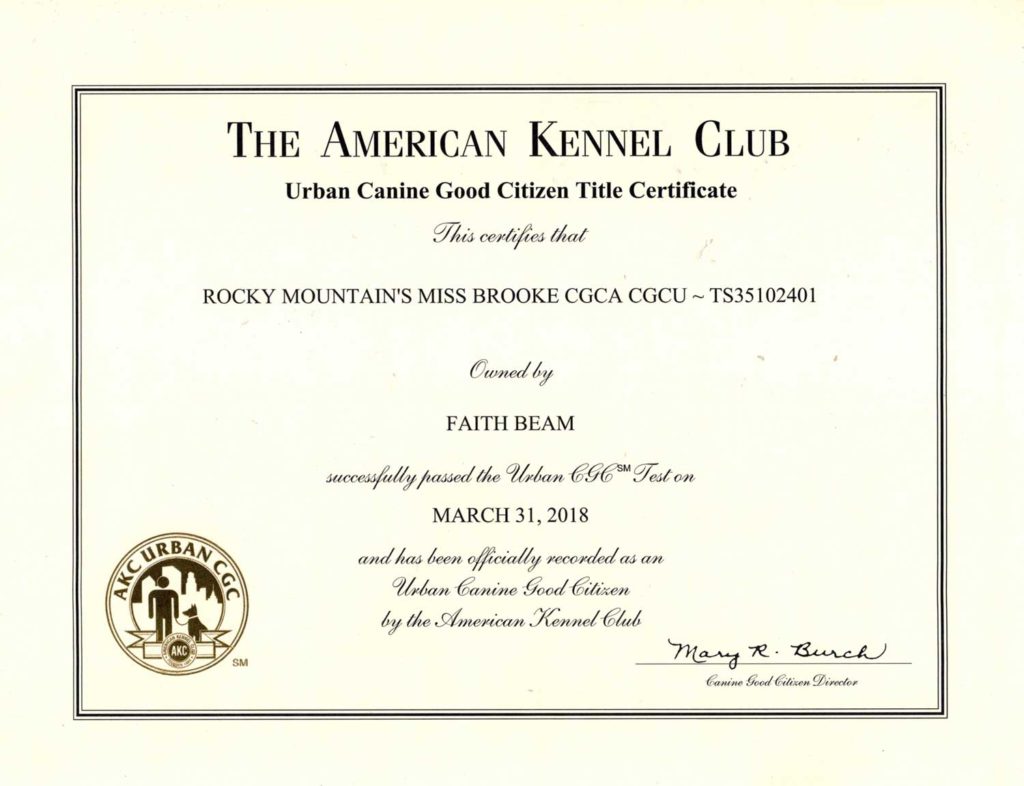 THE AMERICAN KENNEL CLUB
Urban Canine Good Citizen Title Certificate
This certifies that
ROCKY MOUNTAIN'S MISS BROOKE CGCA CGCU ~ TS35102401
Owned by
FAITH BEAM
successfully passed the Urban CGC℠ Test on
MARCH 31, 2018
and has been officially recorded as an
Urban Canine Good Citizen
by the American Kennel Club
AKC URBAN CGC
AMERICAN KENNEL CLUB
AKC
SM
Mary R. Burch
Canine Good Citizen Director